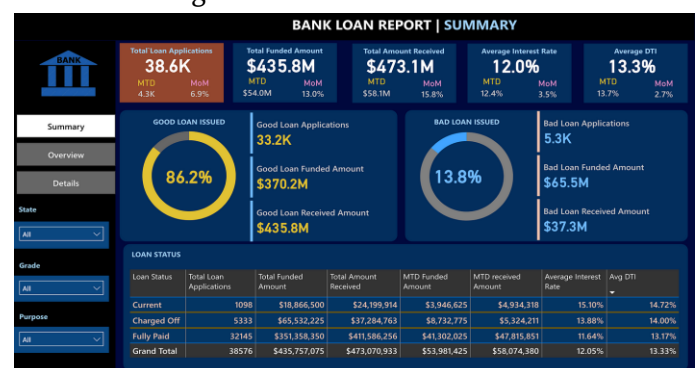 BANK LOAN REPORT | SUMMARY
BANK
Total Loan Applications
38.6K
MTD MoM
4.3K 6.9%
Total Funded Amount
$435.8M
MTD MoM
$54.0M 13.0%
Total Amount Received
$473.1M
MTD MoM
$58.1M 15.8%
Average Interest Rate
12.0%
MTD MoM
12.4% 3.5%
Average DTI
13.3%
MTD MoM
13.7% 2.7%
Summary
Overview
Details
State
All
Grade
All
Purpose
All
GOOD LOAN ISSUED
86.2%
Good Loan Applications
33.2K
Good Loan Funded Amount
$370.2M
Good Loan Received Amount
$435.8M
BAD LOAN ISSUED
13.8%
Bad Loan Applications
5.3K
Bad Loan Funded Amount
$65.5M
Bad Loan Received Amount
$37.3M
LOAN STATUS
Loan Status Total Loan Total Funded Total Amount MTD Funded MTD received Average Interest Avg DTI
Applications Amount Received Amount Amount Rate
Current 1098 $18,866,500 $24,199,914 $3,946,625 $4,934,318 15.10% 14.72%
Charged Off 5333 $65,532,225 $37,284,763 $8,732,775 $5,324,211 13.88% 14.00%
Fully Paid 32145 $351,358,350 $411,586,256 $41,302,025 $47,815,851 11.64% 13.17%
Grand Total 38576 $435,757,075 $473,070,933 $53,981,425 $58,074,380 12.05% 13.33%